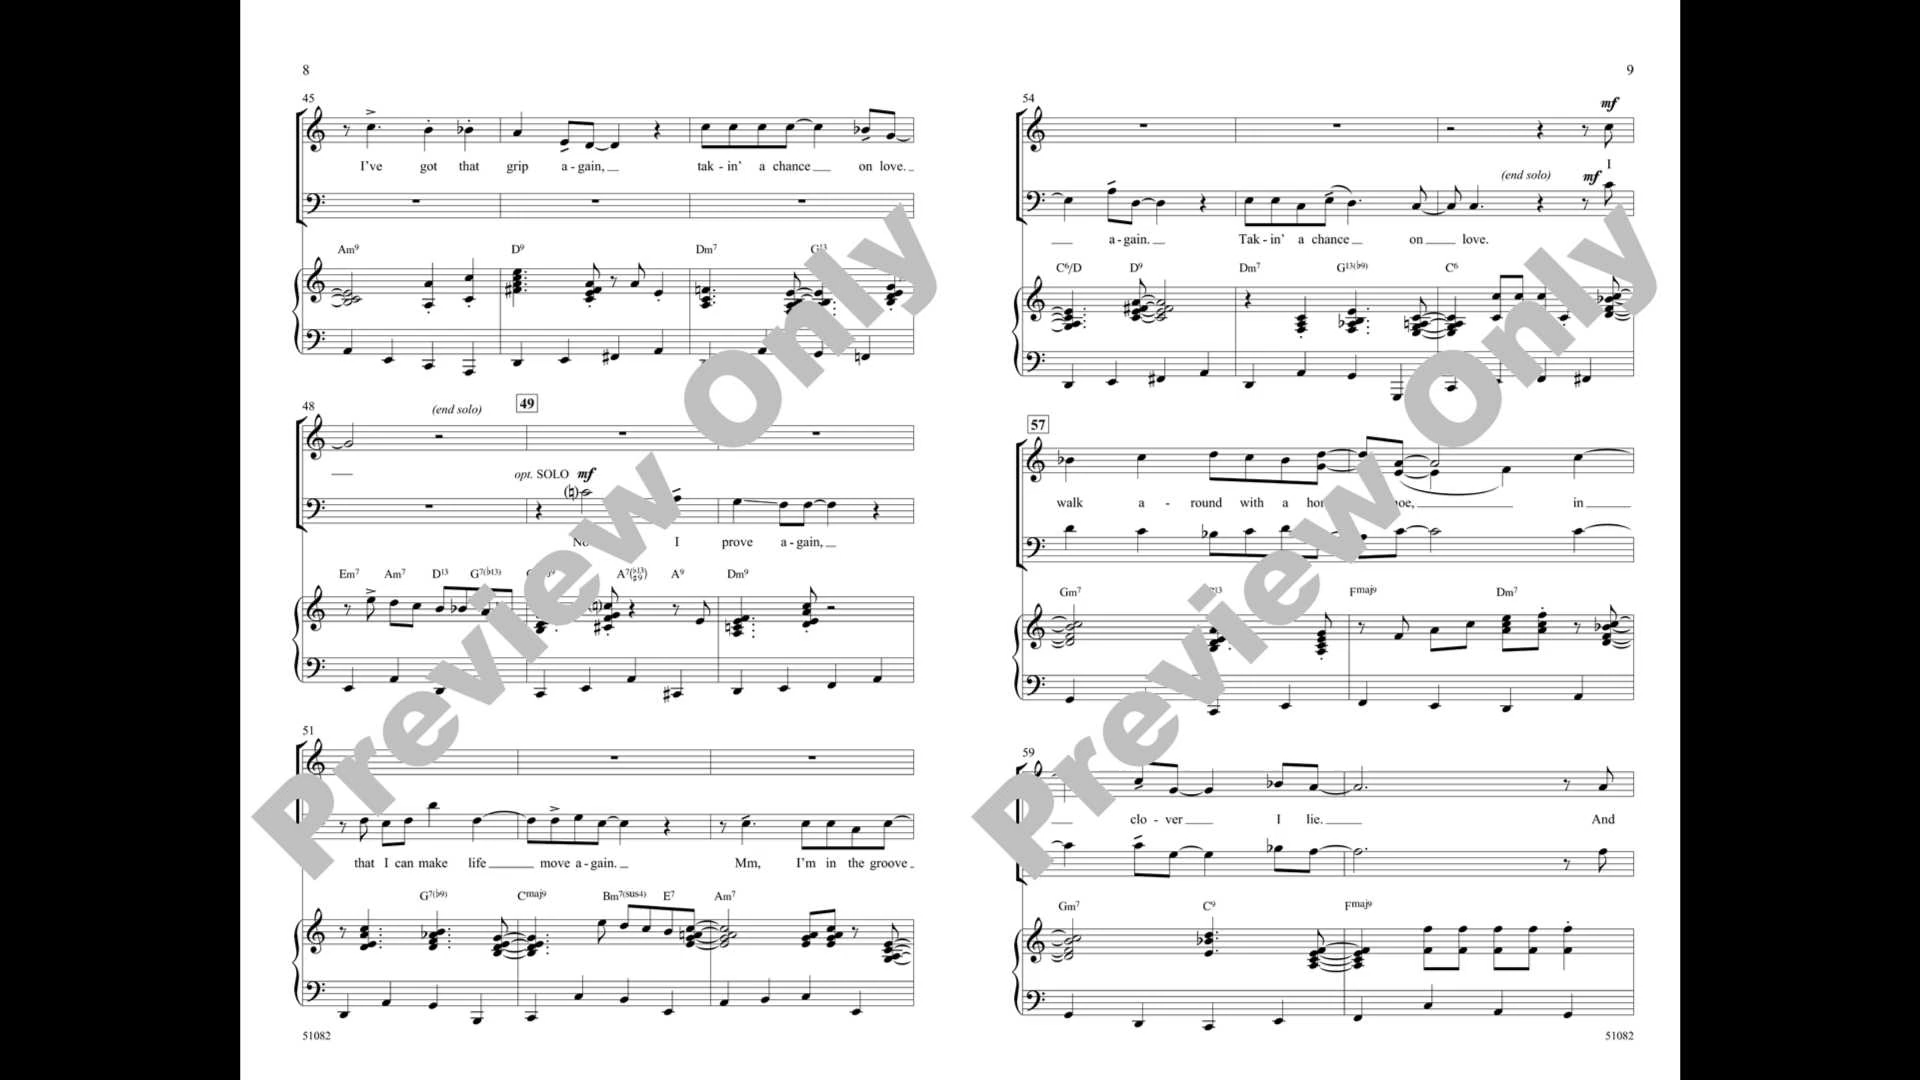 8
45
I've got that grip a - gain, tak - in' a chance on love.
Am9 D9 Dm7 G13
48 (end solo) 49
opt. SOLO mf
I prove a - gain,
Em7 Am7 D13 G7(b13) A7(b13 #9) A9 Dm9
51
that I can make life move a - gain. Mm, I'm in the groove
G7(b9) Cmaj9 Bm7(sus4) E7 Am7
51082
Preview Only
9
54 mf
I
(end solo) mf
a - gain. Tak - in' a chance on love.
C6/D D9 Dm7 G13(b9) C6
57
walk a - round with a in
Gm7 Fmaj9 Dm7
59
clo - ver I lie. And
Gm7 C9 Fmaj9
51082
Preview Only